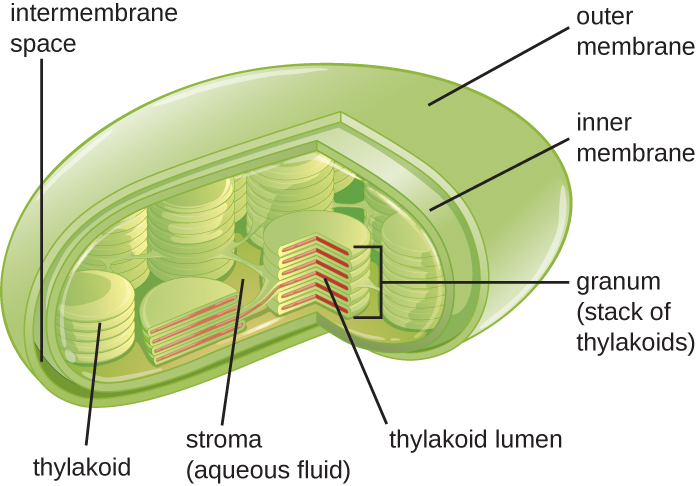 intermembrane
space
outer
membrane
inner
membrane
granum
(stack of
thylakoids)
thylakoid
stroma
(aqueous fluid)
thylakoid lumen